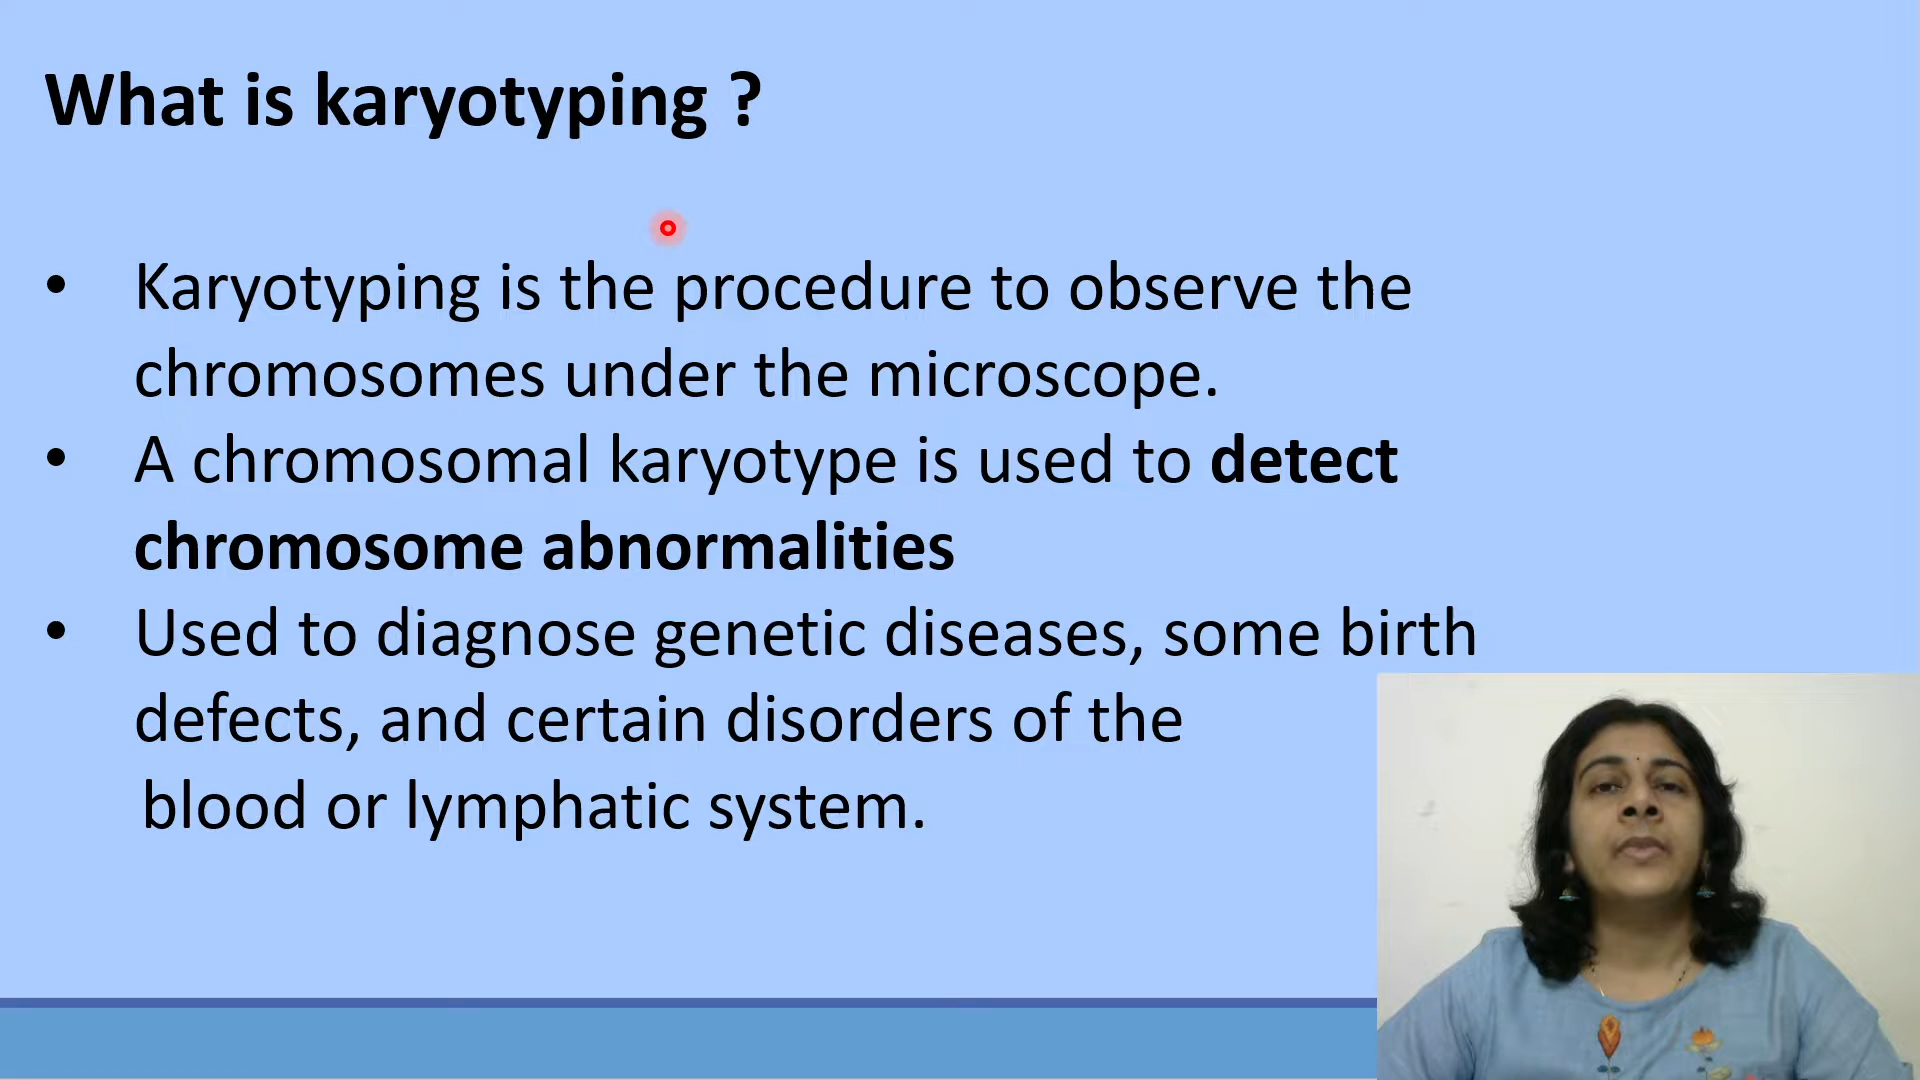 What is karyotyping ?
• Karyotyping is the procedure to observe the
chromosomes under the microscope.
• A chromosomal karyotype is used to detect
chromosome abnormalities
• Used to diagnose genetic diseases, some birth
defects, and certain disorders of the
blood or lymphatic system.